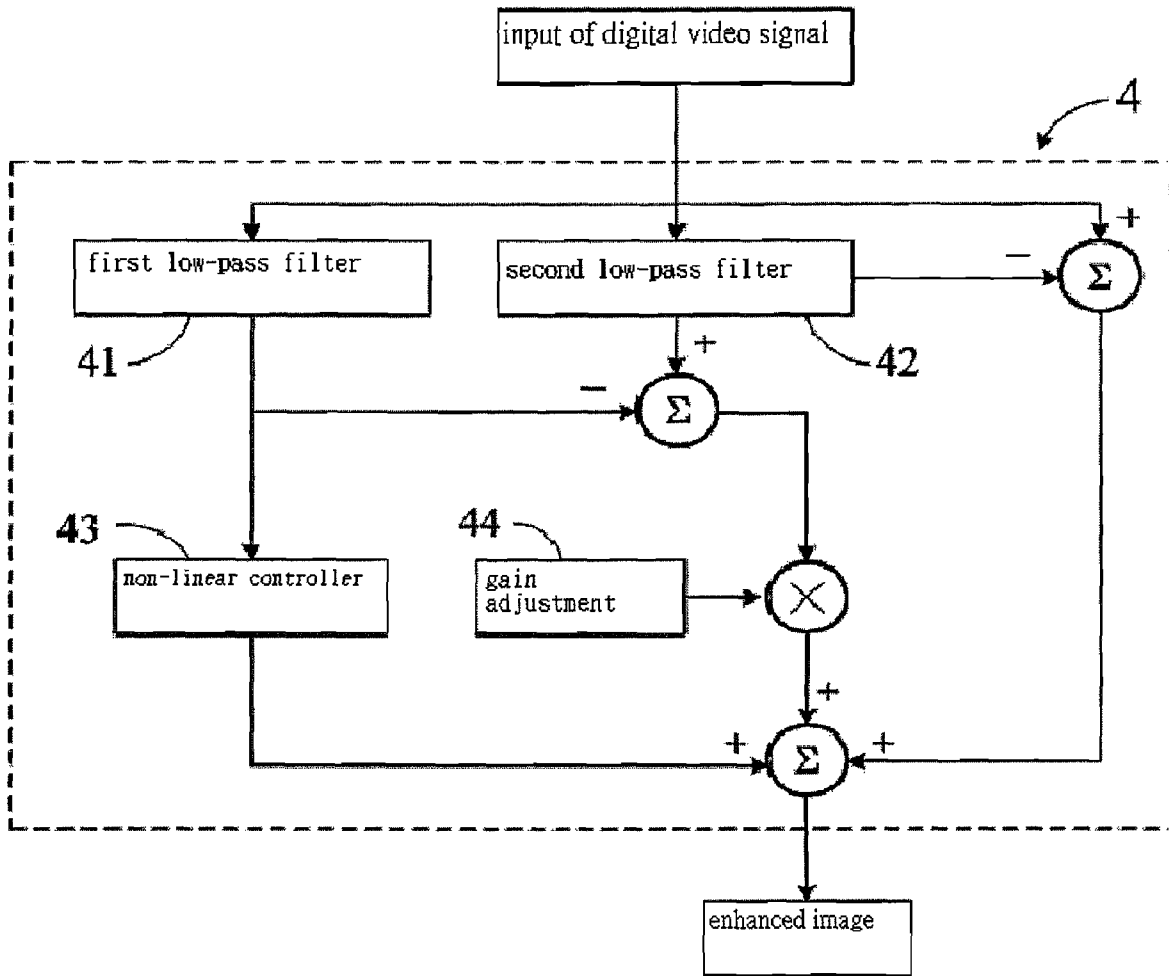 input of digital video signal
4
+
first low-pass filter
second low-pass filter
−
Σ
41
+
42
−
Σ
43
44
non-linear controller
gain
adjustment
×
+
+
Σ
+
enhanced image